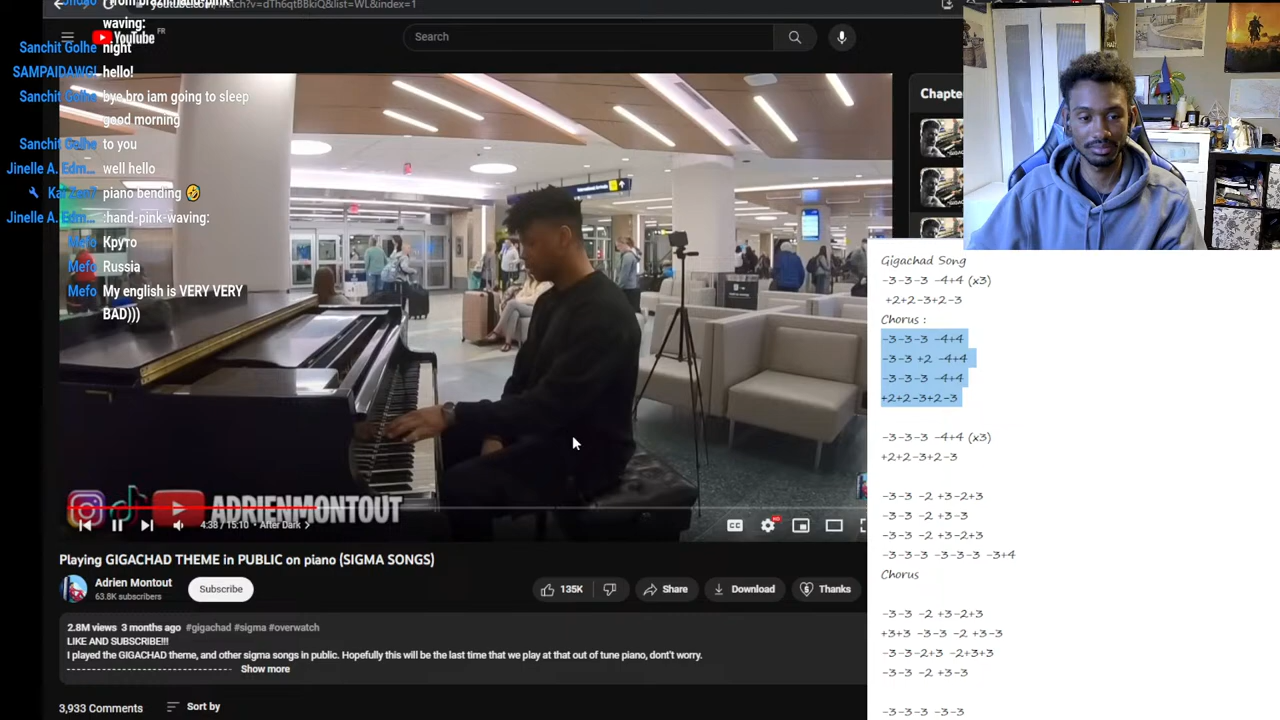 waving:
Sanchit Golhe night
SAMPAIDAWG! hello!
Sanchit Golhe bye bro iam going to sleep
good morning
Sanchit Golhe to you
Jinelle A. Edm... well hello
piano bending 🤣
Jinelle A. Edm... :hand-pink-waving:
Mefo Круто
Mefo Russia
Mefo My english is VERY VERY
BAD)))
YouTube FR
Search
Chapte
ADRIENMONTOUT
4:38 / 15:10 • After Dark >
Playing GIGACHAD THEME in PUBLIC on piano (SIGMA SONGS)
Adrien Montout
63.8K subscribers
Subscribe
135K
Share
Download
Thanks
2.8M views 3 months ago #gigachad #sigma #overwatch
LIKE AND SUBSCRIBE!!!
I played the GIGACHAD theme, and other sigma songs in public. Hopefully this will be the last time that we play at that out of tune piano, dont't worry.
Show more
3,933 Comments
Sort by
Gigachad Song
-3-3-3 -4+4 (x3)
+2+2-3+2-3
Chorus :
-3-3-3 -4+4
-3-3 +2 -4+4
-3-3-3 -4+4
+2+2-3+2-3
-3-3-3 -4+4 (x3)
+2+2-3+2-3
-3-3 -2 +3-2+3
-3-3 -2 +3-3
-3-3 -2 +3-2+3
-3-3-3 -3-3-3 -3+4
Chorus
-3-3 -2 +3-2+3
+3+3 -3-3 -2 +3-3
-3-3-2+3 -2+3+3
-3-3 -2 +3-3
-3-3-3 -3-3